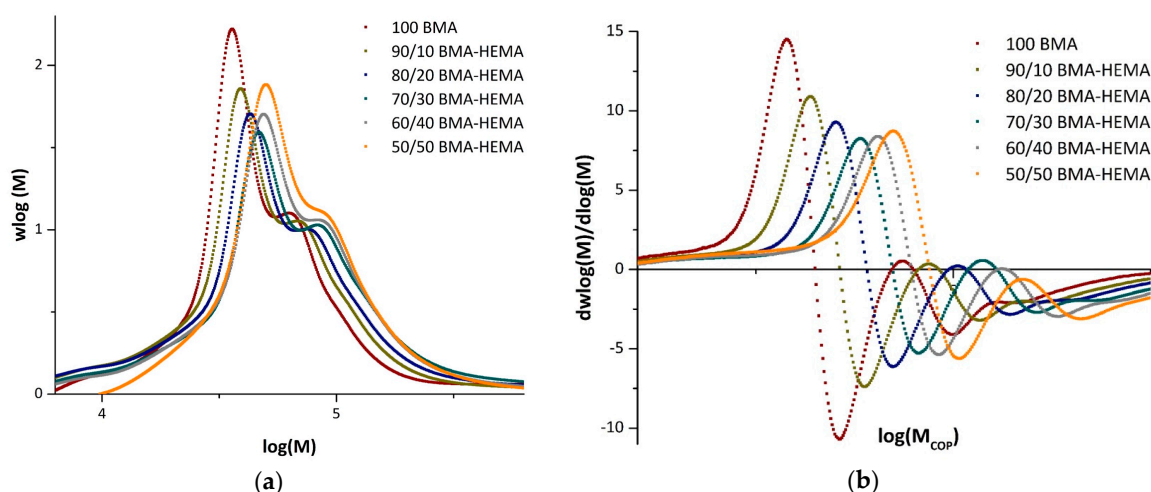 100 BMA
90/10 BMA-HEMA
80/20 BMA-HEMA
70/30 BMA-HEMA
60/40 BMA-HEMA
50/50 BMA-HEMA
2
1
0
4
5
wlog (M)
log(M)
(a)
100 BMA
90/10 BMA-HEMA
80/20 BMA-HEMA
70/30 BMA-HEMA
60/40 BMA-HEMA
50/50 BMA-HEMA
15
10
5
0
-5
-10
dwlog(M)/dlog(M)
log(M_COP)
(b)